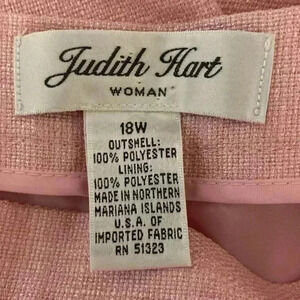 Judith Hart
WOMAN
18W
OUTSHELL:
100% POLYESTER
LINING:
100% POLYESTER
MADE IN NORTHERN
MARIANA ISLANDS
U.S.A. OF
IMPORTED FABRIC
RN 51323